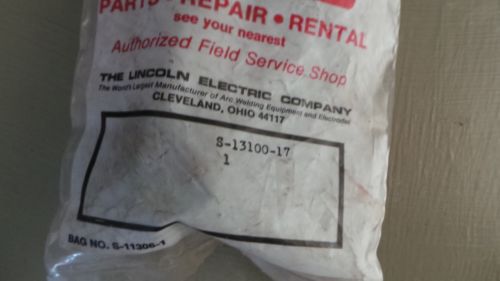 PARTS • REPAIR • RENTAL
see your nearest
Authorized Field Service Shop
THE LINCOLN ELECTRIC COMPANY
The World's Largest Manufacturer of Arc Welding Equipment and Electrodes
CLEVELAND, OHIO 44117
S-13100-17
1
BAG NO. S-11306-1